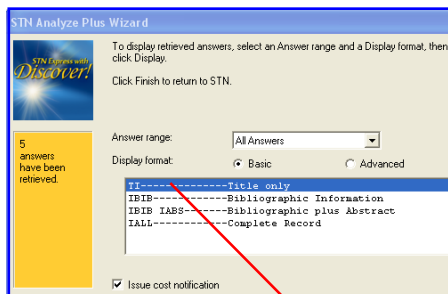 STN Analyze Plus Wizard
To display retrieved answers, select an Answer range and a Display format, then
click Display.
Click Finish to return to STN.
STN Express with
Discover!
5
answers
have been
retrieved.
Answer range:
All Answers
Display format:
Basic
Advanced
TI--------------Title only
IBIB------------Bibliographic Information
IBIB IABS-------Bibliographic plus Abstract
IALL------------Complete Record
Issue cost notification